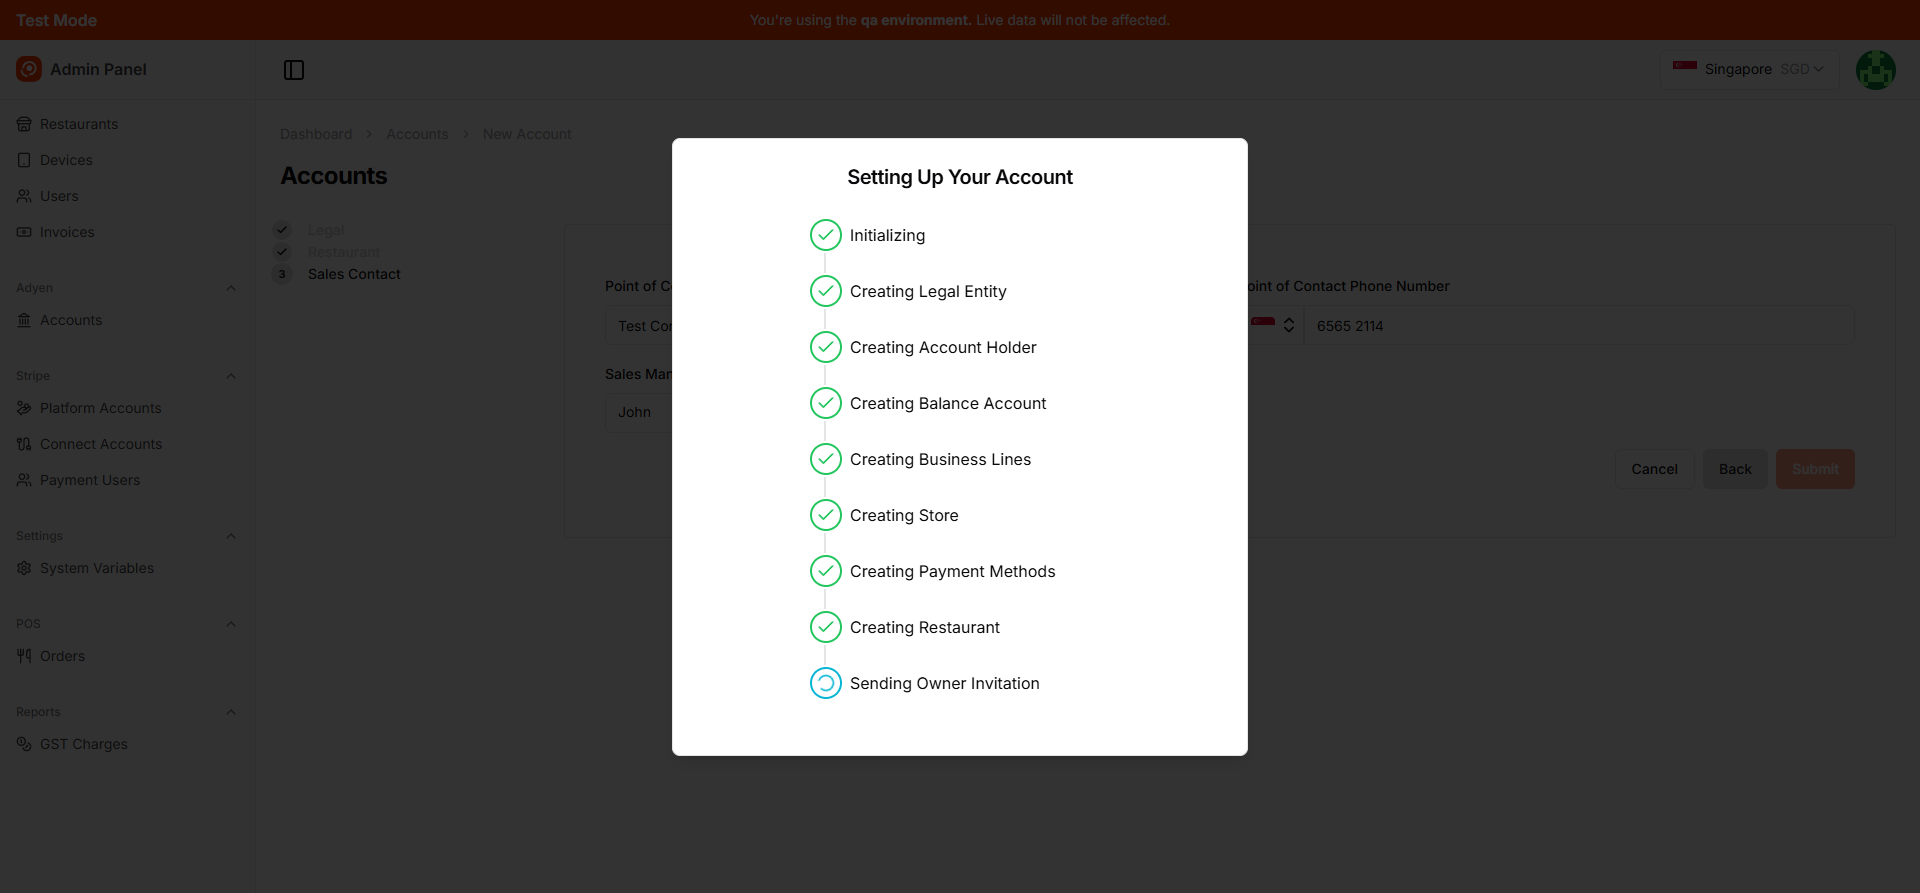 Test Mode
You're using the qa environment. Live data will not be affected.
Admin Panel
Singapore SGD
Restaurants
Devices
Users
Invoices
Adyen
Accounts
Stripe
Platform Accounts
Connect Accounts
Payment Users
Settings
System Variables
POS
Orders
Reports
GST Charges
Dashboard > Accounts > New Account
Accounts
Legal
Restaurant
3 Sales Contact
Point of C
Test Con
Sales Man
John
oint of Contact Phone Number
6565 2114
Cancel
Back
Submit
Setting Up Your Account
Initializing
Creating Legal Entity
Creating Account Holder
Creating Balance Account
Creating Business Lines
Creating Store
Creating Payment Methods
Creating Restaurant
Sending Owner Invitation